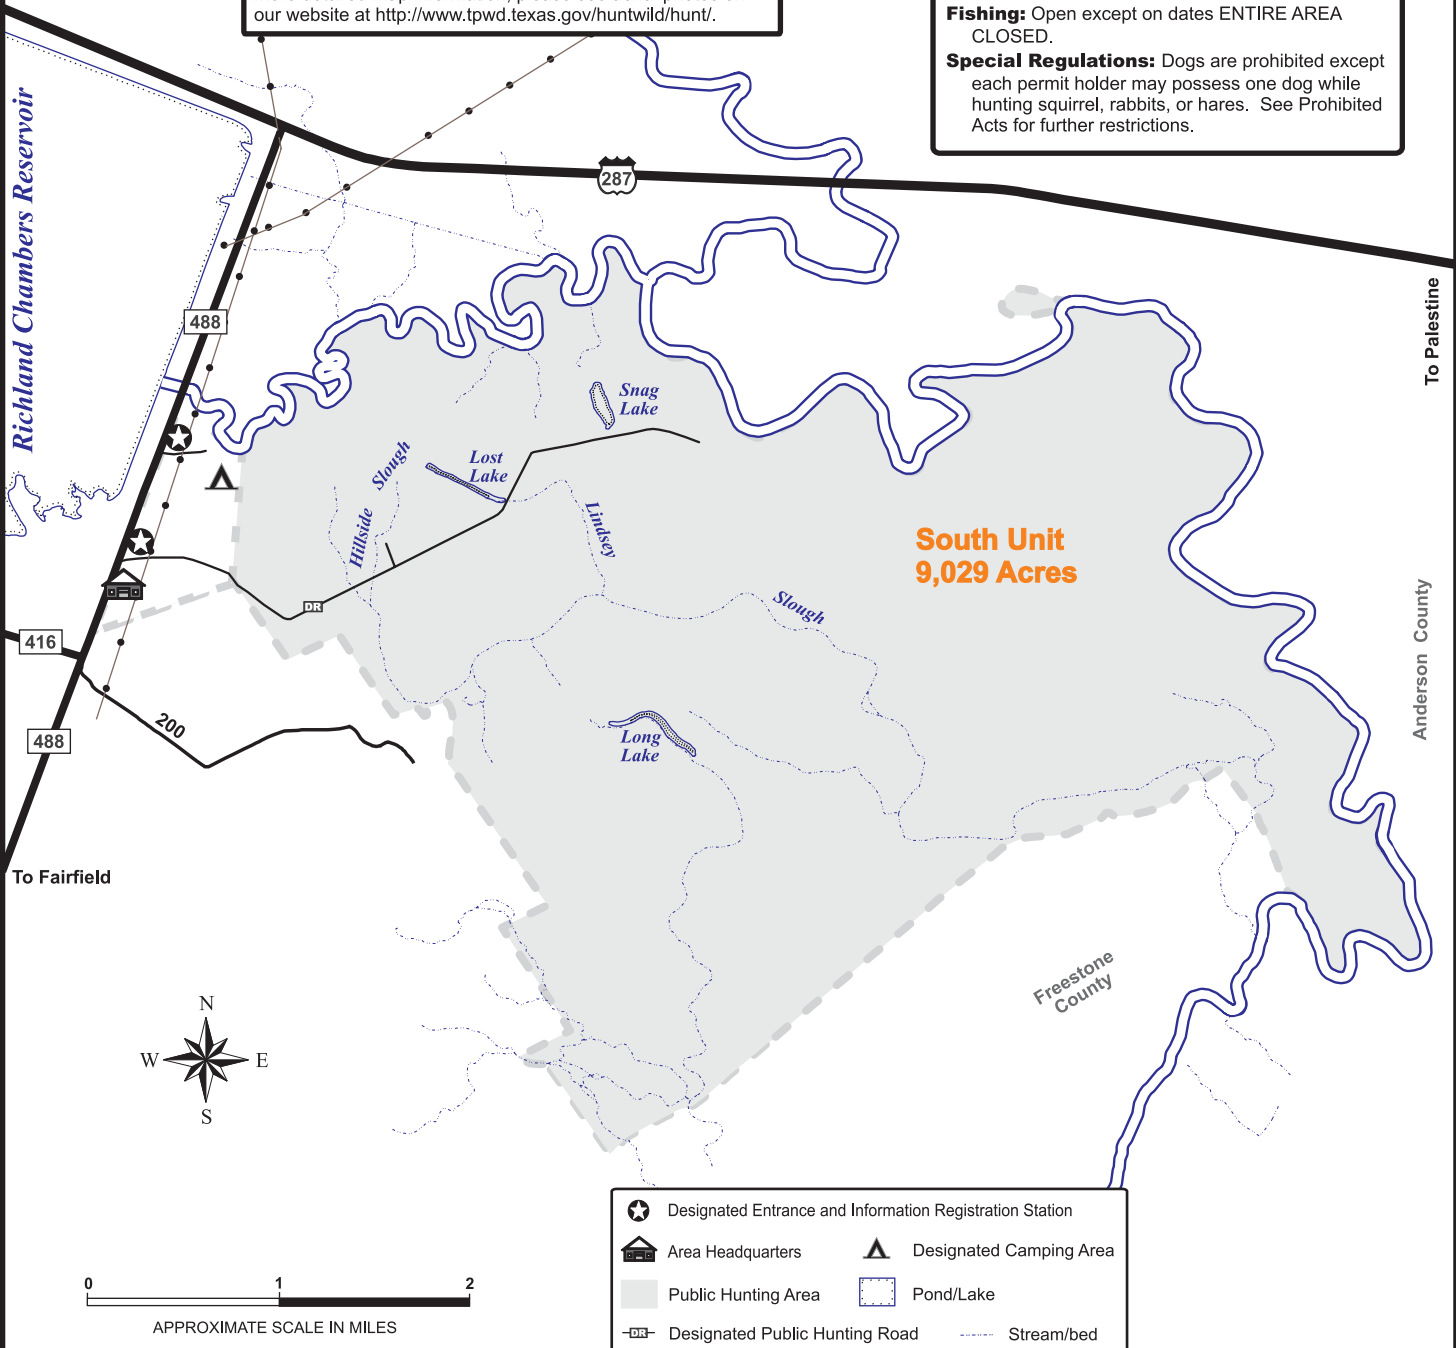 our website at http://www.tpwd.texas.gov/huntwild/hunt/.
Fishing: Open except on dates ENTIRE AREA
CLOSED.
Special Regulations: Dogs are prohibited except
each permit holder may possess one dog while
hunting squirrel, rabbits, or hares. See Prohibited
Acts for further restrictions.
Richland Chambers Reservoir
287
488
To Palestine
Snag
Lake
Lost
Lake
Hillside Slough
Lindsey
Slough
South Unit
9,029 Acres
DR
416
200
488
Long
Lake
Anderson County
To Fairfield
Freestone
County
N
W E
S
0 1 2
APPROXIMATE SCALE IN MILES
Designated Entrance and Information Registration Station
Area Headquarters
Designated Camping Area
Public Hunting Area
Pond/Lake
DR Designated Public Hunting Road
Stream/bed